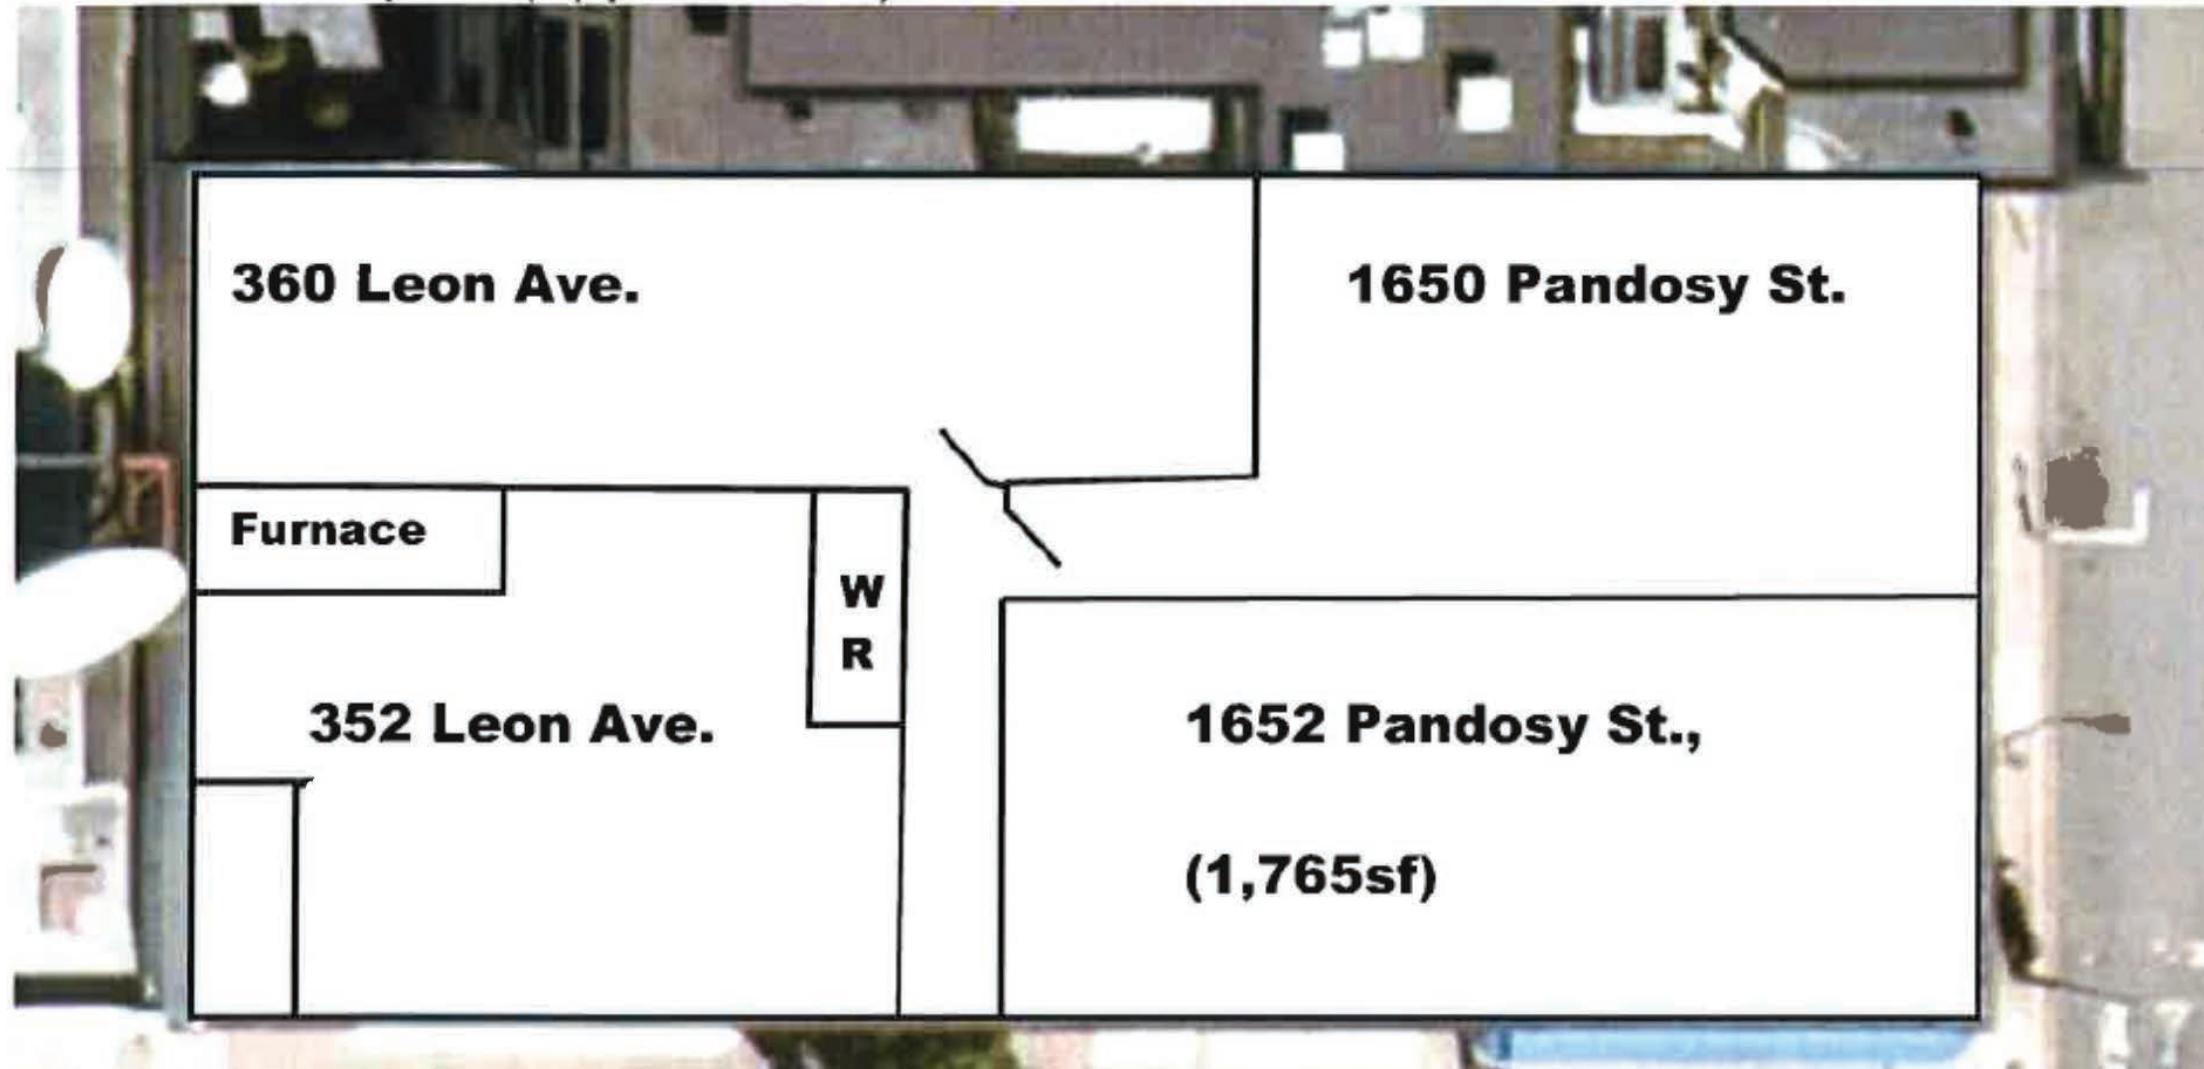 360 Leon Ave.
1650 Pandosy St.
Furnace
W
R
352 Leon Ave.
1652 Pandosy St.,
(1,765sf)